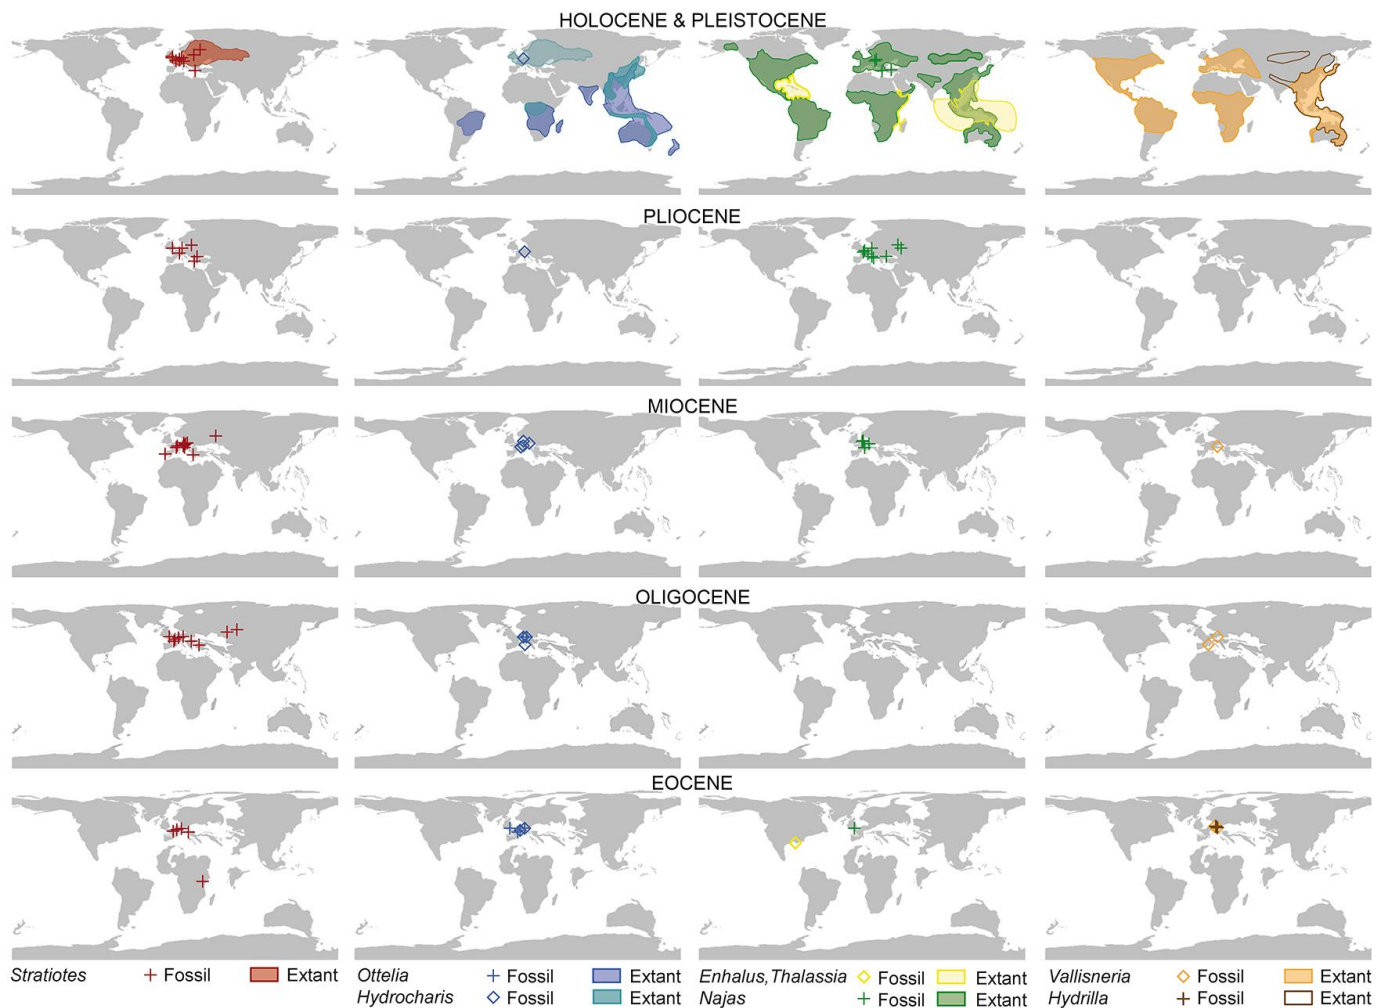 HOLOCENE & PLEISTOCENE
PLIOCENE
MIOCENE
OLIGOCENE
EOCENE
Stratiotes Fossil Extant
Ottelia Fossil Extant
Hydrocharis Fossil Extant
Enhalus,Thalassia Fossil Extant
Najas Fossil Extant
Vallisneria Fossil Extant
Hydrilla Fossil Extant